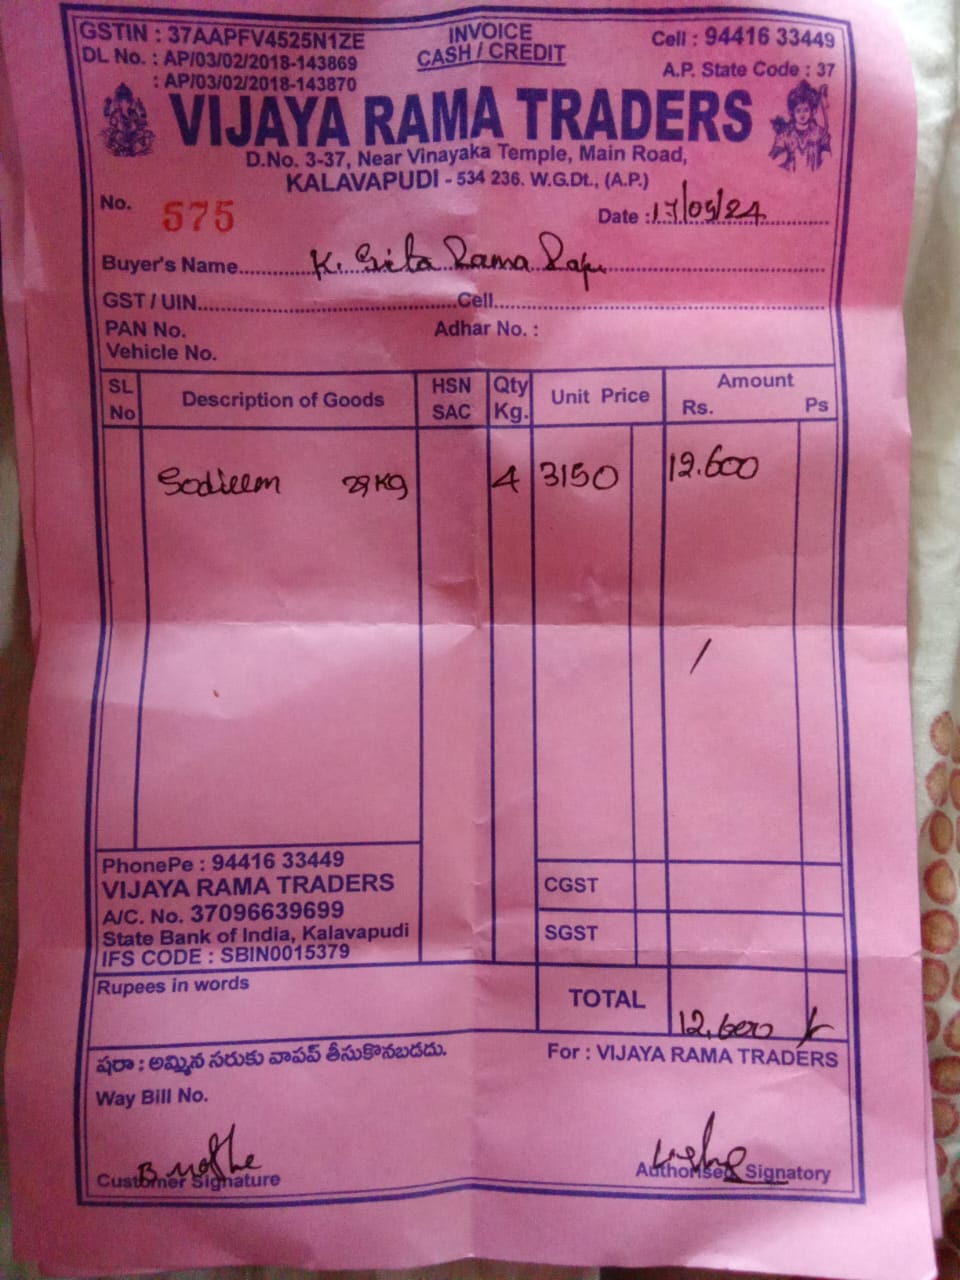 GSTIN : 37AAPFV4525N1ZE
INVOICE
Cell : 94416 33449
DL No. : AP/03/02/2018-143869
CASH / CREDIT
A.P. State Code : 37
: AP/03/02/2018-143870
VIJAYA RAMA TRADERS
D.No. 3-37, Near Vinayaka Temple, Main Road,
KALAVAPUDI - 534 236. W.G.Dt., (A.P.)
No. 575
Date : 17/09/24
Buyer's Name K. Sita Rama Raju
GST / UIN Cell
PAN No. Adhar No. :
Vehicle No.
SL No Description of Goods HSN SAC Qty Kg. Unit Price Amount Rs. Ps
4 3150 12.600
PhonePe : 94416 33449
VIJAYA RAMA TRADERS
A/C. No. 37096639699
State Bank of India, Kalavapudi
IFS CODE : SBIN0015379
CGST
SGST
Rupees in words
TOTAL 12,600
షరా : అమ్మిన సరుకు వాపసు తీసుకొనబడదు.
For : VIJAYA RAMA TRADERS
Way Bill No.
Customer Signature
Authorised Signatory